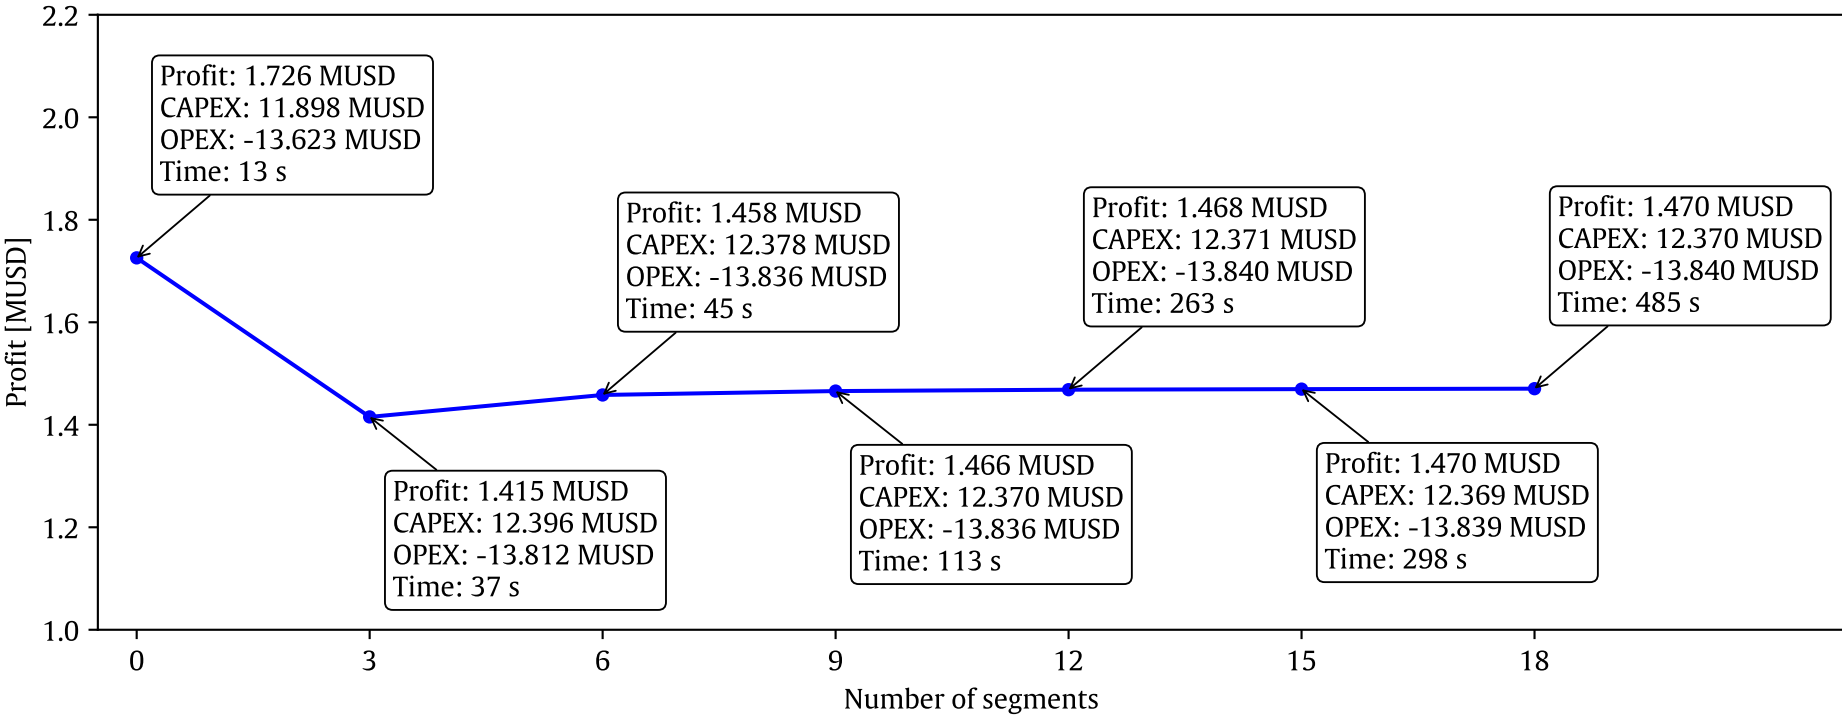 2.2
2.0
1.8
1.6
1.4
1.2
1.0
Profit [MUSD]
Profit: 1.726 MUSD
CAPEX: 11.898 MUSD
OPEX: -13.623 MUSD
Time: 13 s
Profit: 1.415 MUSD
CAPEX: 12.396 MUSD
OPEX: -13.812 MUSD
Time: 37 s
Profit: 1.458 MUSD
CAPEX: 12.378 MUSD
OPEX: -13.836 MUSD
Time: 45 s
Profit: 1.466 MUSD
CAPEX: 12.370 MUSD
OPEX: -13.836 MUSD
Time: 113 s
Profit: 1.468 MUSD
CAPEX: 12.371 MUSD
OPEX: -13.840 MUSD
Time: 263 s
Profit: 1.470 MUSD
CAPEX: 12.369 MUSD
OPEX: -13.839 MUSD
Time: 298 s
Profit: 1.470 MUSD
CAPEX: 12.370 MUSD
OPEX: -13.840 MUSD
Time: 485 s
0 3 6 9 12 15 18
Number of segments